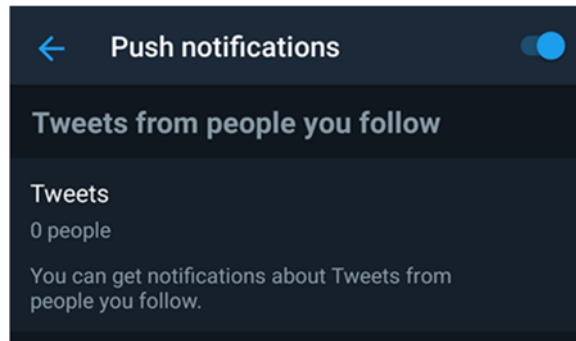 Push notifications
Tweets from people you follow
Tweets
0 people
You can get notifications about Tweets from
people you follow.